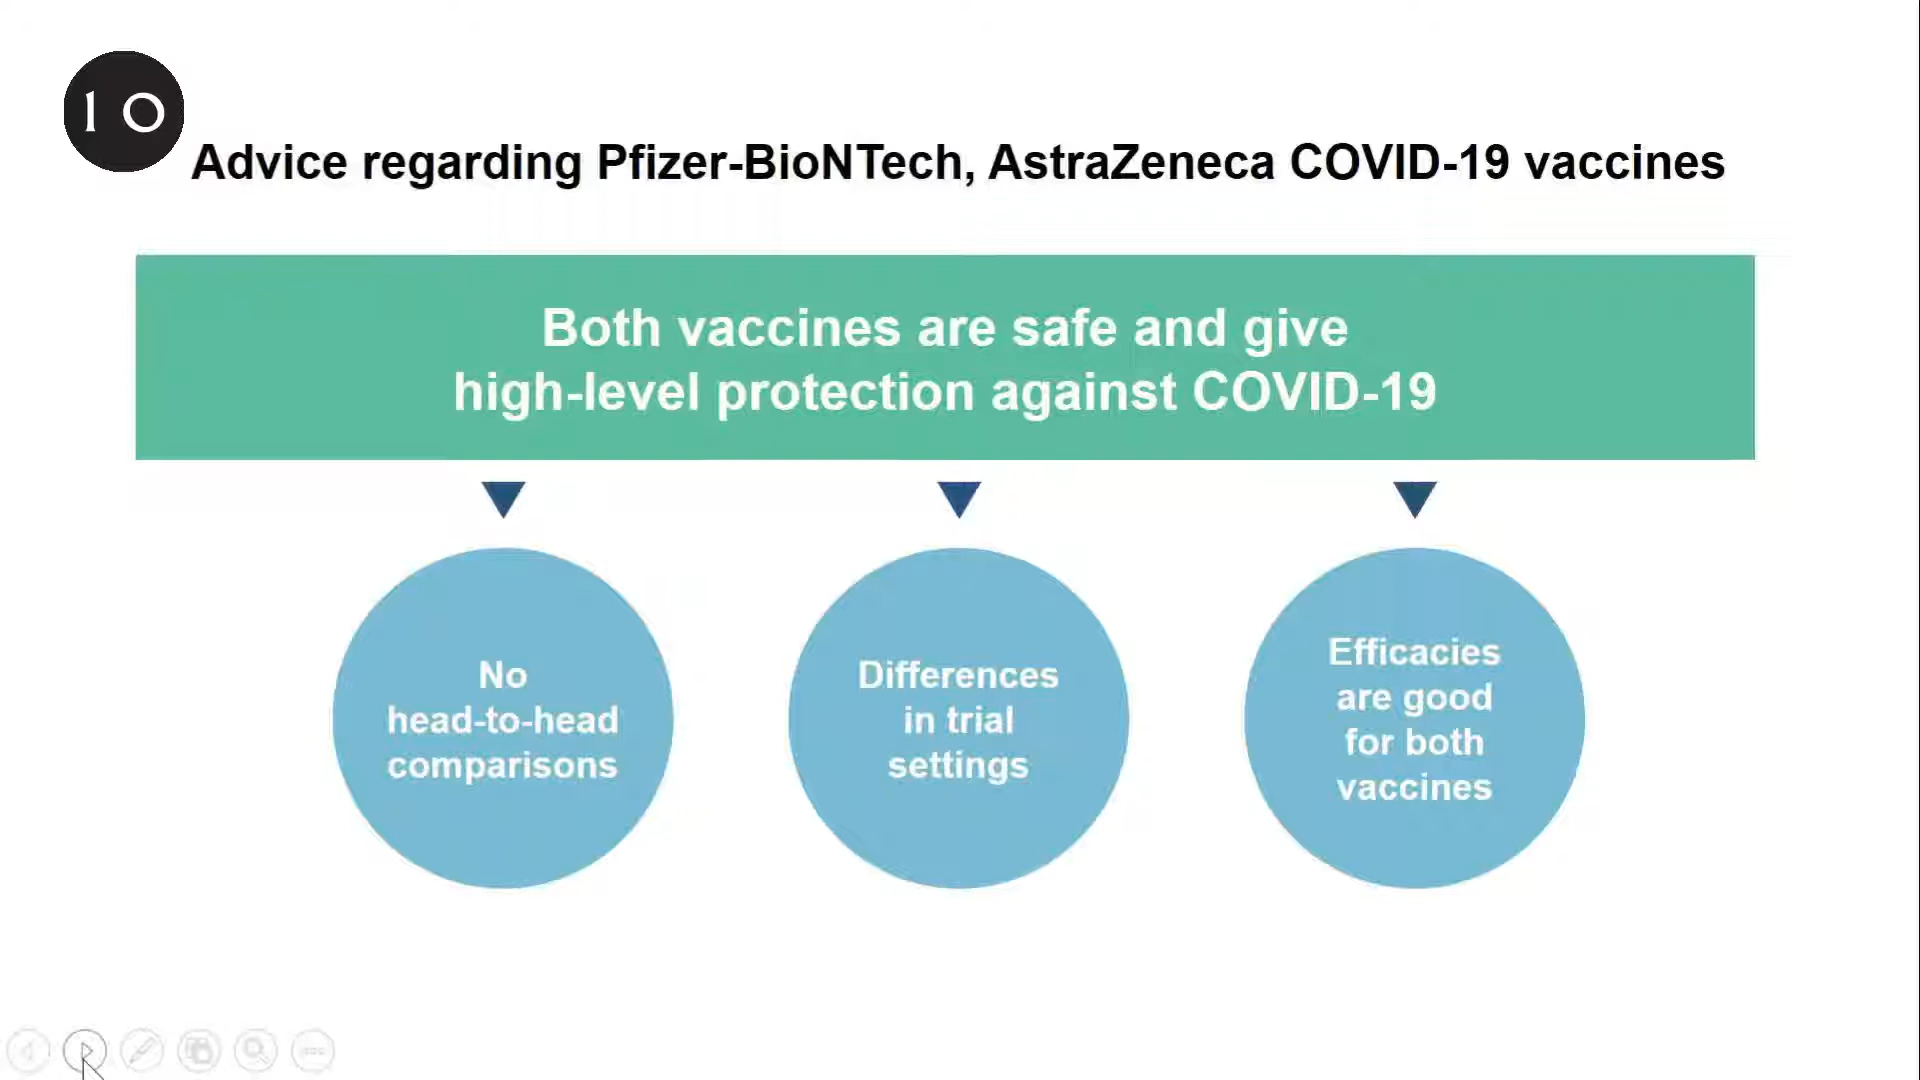 10
Advice regarding Pfizer-BioNTech, AstraZeneca COVID-19 vaccines
Both vaccines are safe and give
high-level protection against COVID-19
No
head-to-head
comparisons
Differences
in trial
settings
Efficacies
are good
for both
vaccines